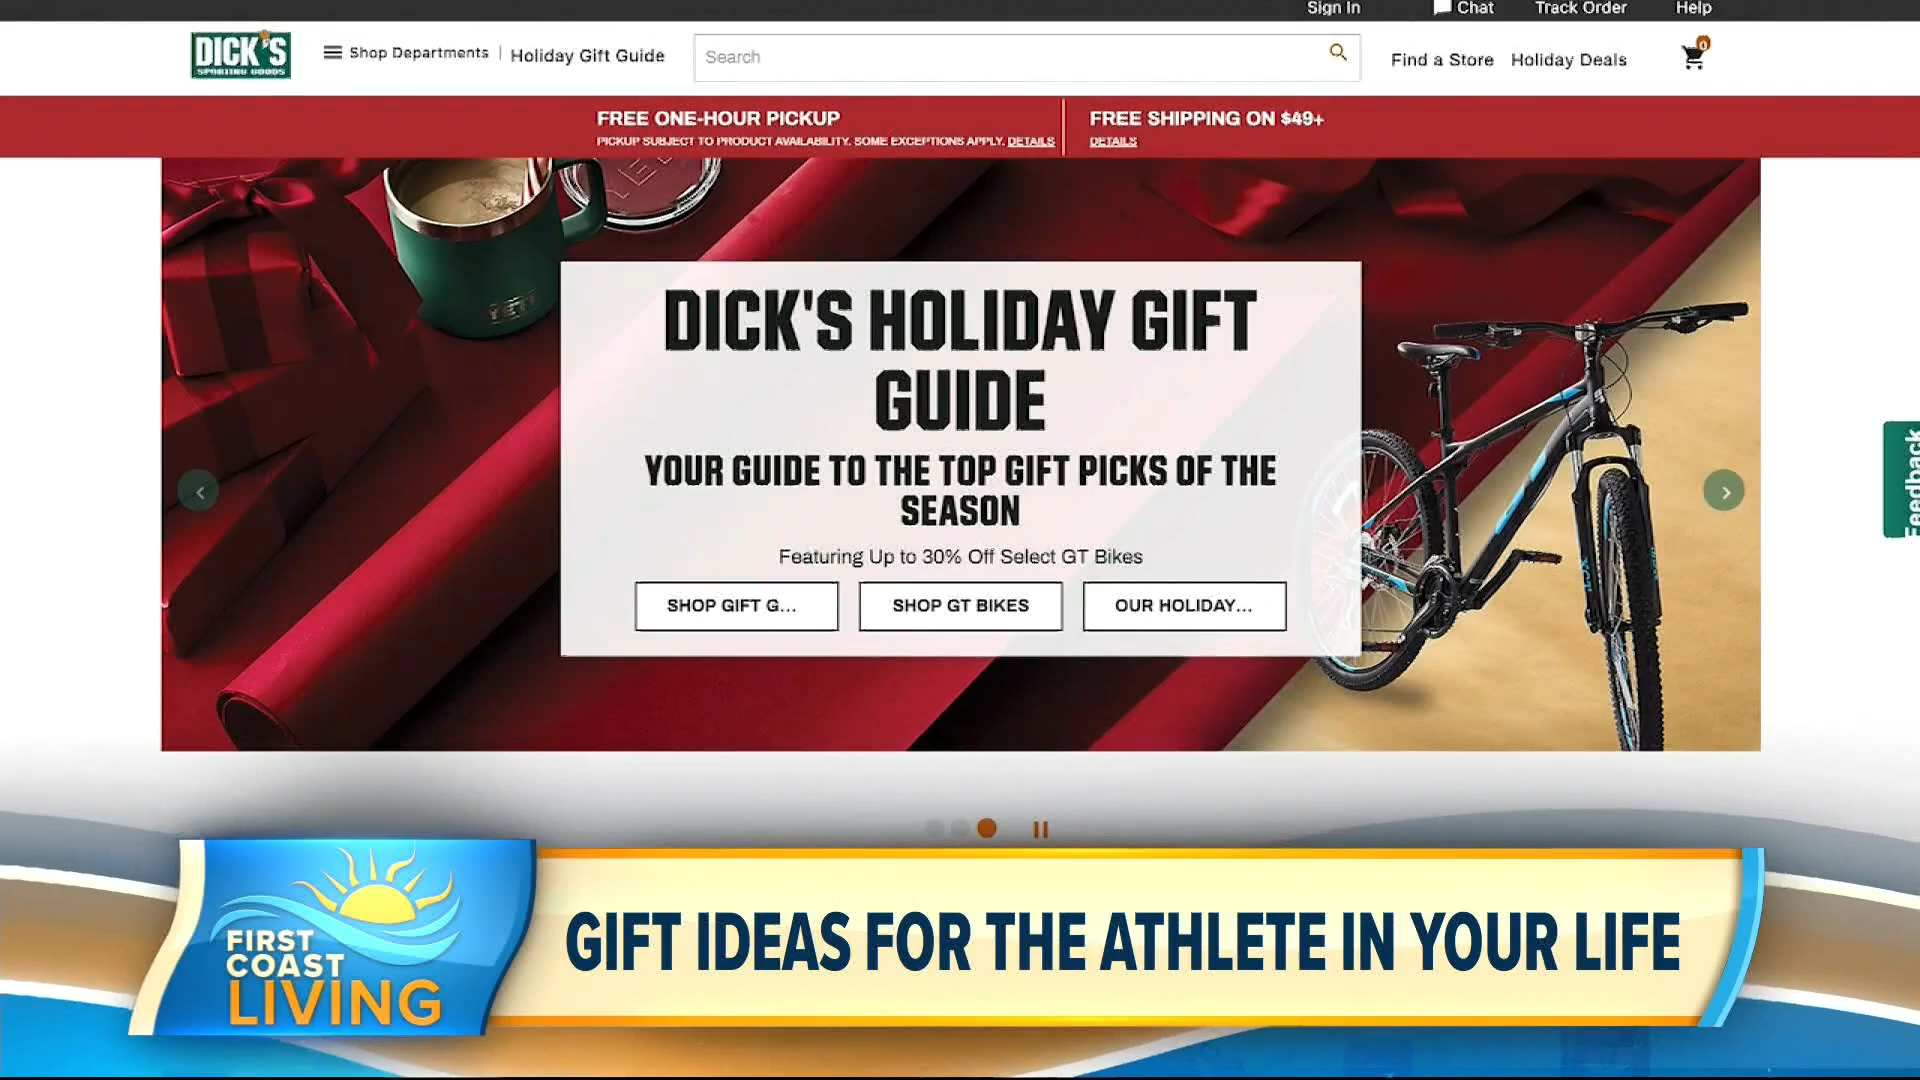 Sign In
Chat
Track Order
Help
DICK'S
SPORTING GOODS
Shop Departments
Holiday Gift Guide
Search
Find a Store
Holiday Deals
0
FREE ONE-HOUR PICKUP
PICKUP SUBJECT TO PRODUCT AVAILABILITY. SOME EXCEPTIONS APPLY. DETAILS
FREE SHIPPING ON $49+
DETAILS
YETI
DICK'S HOLIDAY GIFT
GUIDE
YOUR GUIDE TO THE TOP GIFT PICKS OF THE
SEASON
Featuring Up to 30% Off Select GT Bikes
SHOP GIFT G...
SHOP GT BIKES
OUR HOLIDAY...
Feedback
FIRST
COAST
LIVING
GIFT IDEAS FOR THE ATHLETE IN YOUR LIFE